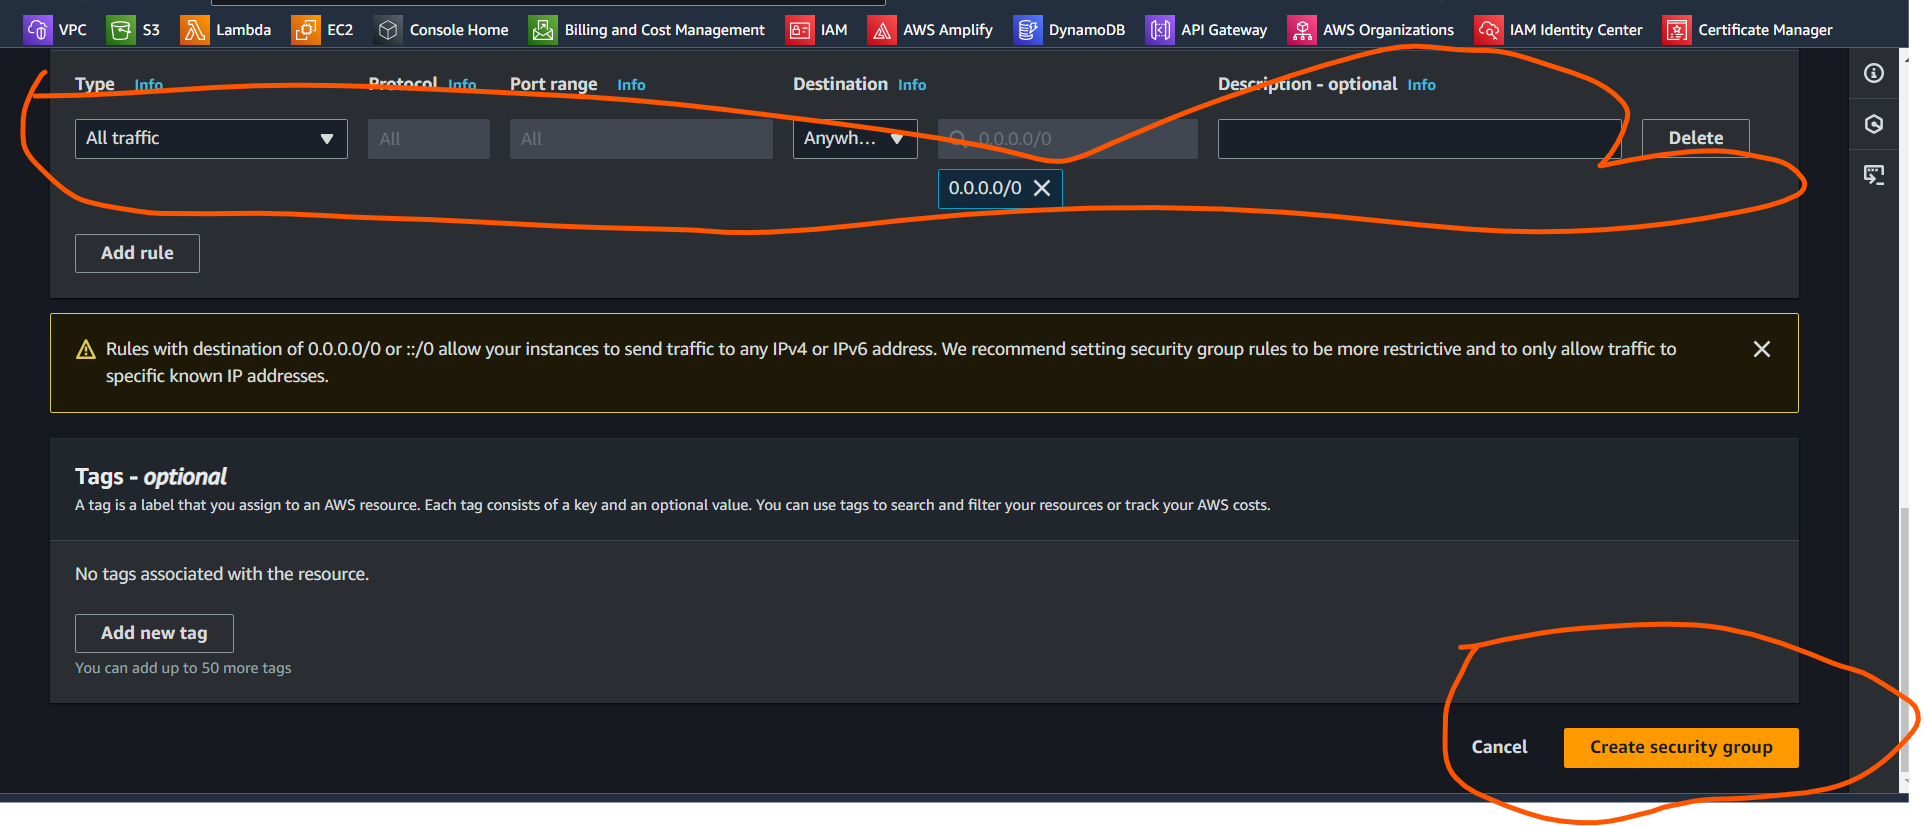 VPC S3 Lambda EC2 Console Home Billing and Cost Management IAM AWS Amplify DynamoDB API Gateway AWS Organizations IAM Identity Center Certificate Manager
Type Info Protocol Info Port range Info Destination Info Description - optional Info
All traffic All All Anywh... 0.0.0.0/0 Delete
0.0.0.0/0
Add rule
Rules with destination of 0.0.0.0/0 or ::/0 allow your instances to send traffic to any IPv4 or IPv6 address. We recommend setting security group rules to be more restrictive and to only allow traffic to
specific known IP addresses.
Tags - optional
A tag is a label that you assign to an AWS resource. Each tag consists of a key and an optional value. You can use tags to search and filter your resources or track your AWS costs.
No tags associated with the resource.
Add new tag
You can add up to 50 more tags
Cancel Create security group